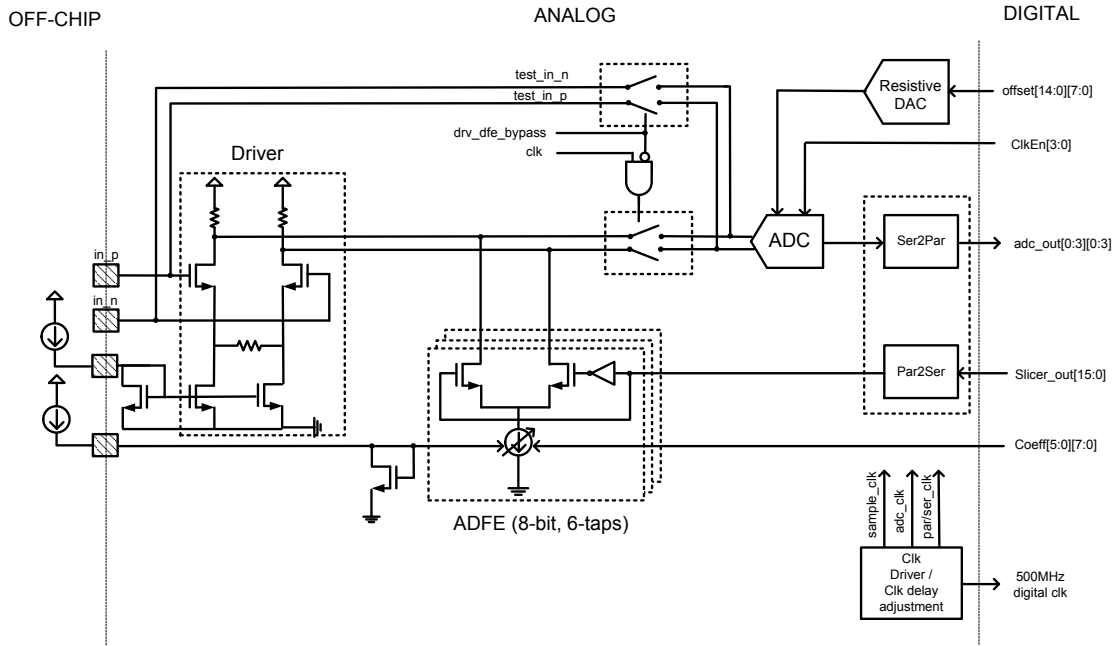 OFF-CHIP
ANALOG
DIGITAL
test_in_n
test_in_p
drv_dfe_bypass
clk
Resistive
DAC
offset[14:0][7:0]
ClkEn[3:0]
Driver
ADC
Ser2Par
adc_out[0:3][0:3]
in_p
in_n
Par2Ser
Slicer_out[15:0]
Coeff[5:0][7:0]
ADFE (8-bit, 6-taps)
sample_clk
adc_clk
par/ser_clk
Clk
Driver /
Clk delay
adjustment
500MHz
digital clk